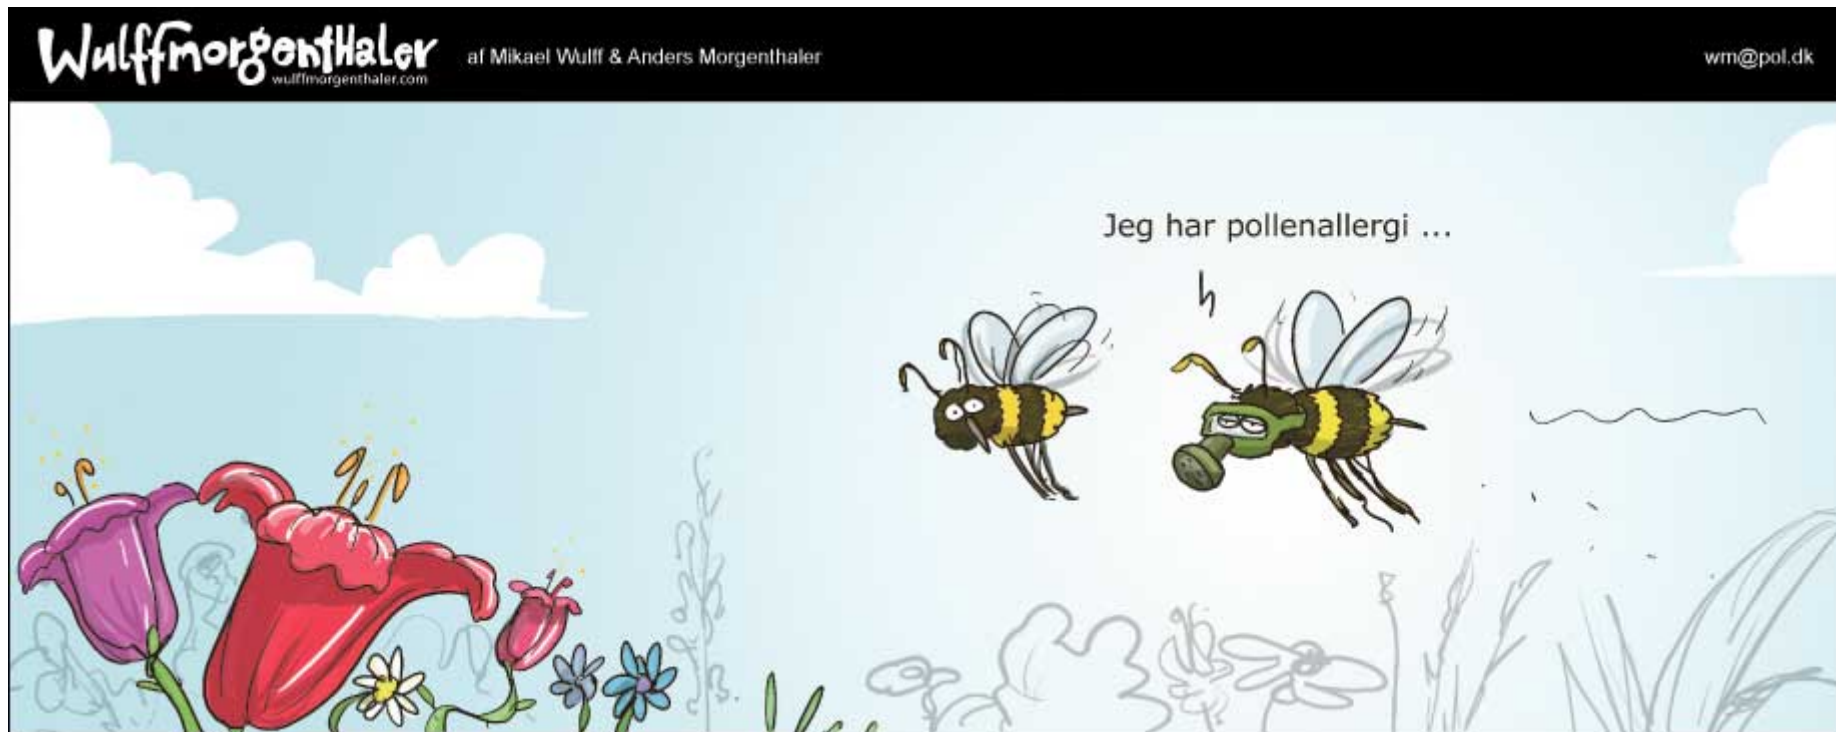 Wulffmorgenthaler
wulffmorgenthaler.com
af Mikael Wulff & Anders Morgenthaler
wm@pol.dk
Jeg har pollenallergi ...